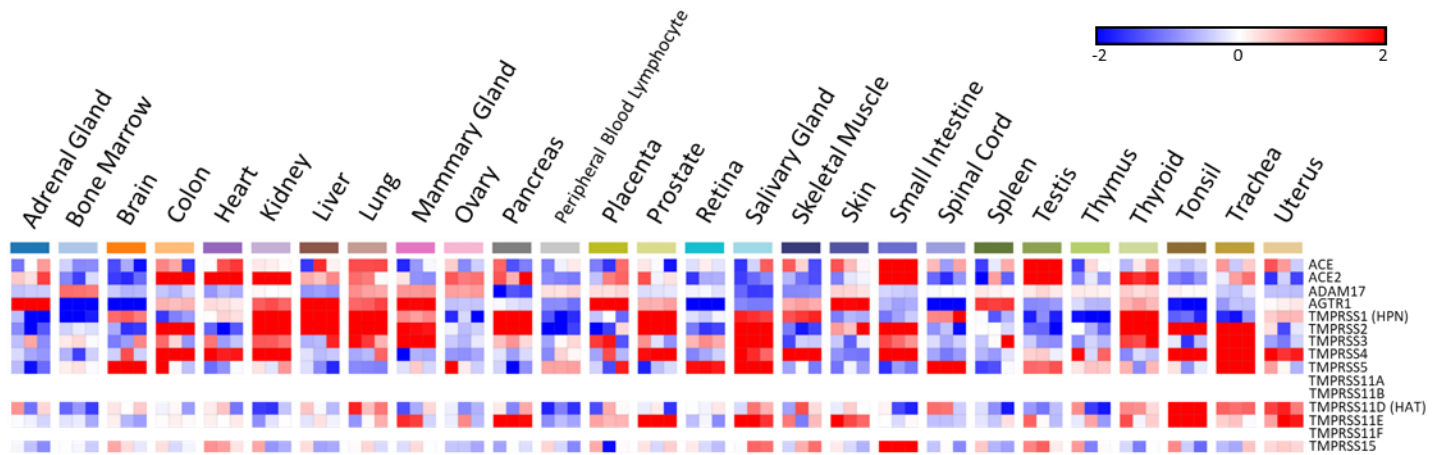 Adrenal Gland
Bone Marrow
Brain
Colon
Heart
Kidney
Liver
Lung
Mammary Gland
Ovary
Pancreas
Peripheral Blood Lymphocyte
Placenta
Prostate
Retina
Salivary Gland
Skeletal Muscle
Skin
Small Intestine
Spinal Cord
Spleen
Testis
Thymus
Thyroid
Tonsil
Trachea
Uterus
-2 0 2
ACE
ACE2
ADAM17
AGTR1
TMPRSS1 (HPN)
TMPRSS2
TMPRSS3
TMPRSS4
TMPRSS5
TMPRSS11A
TMPRSS11B
TMPRSS11D (HAT)
TMPRSS11E
TMPRSS11F
TMPRSS15